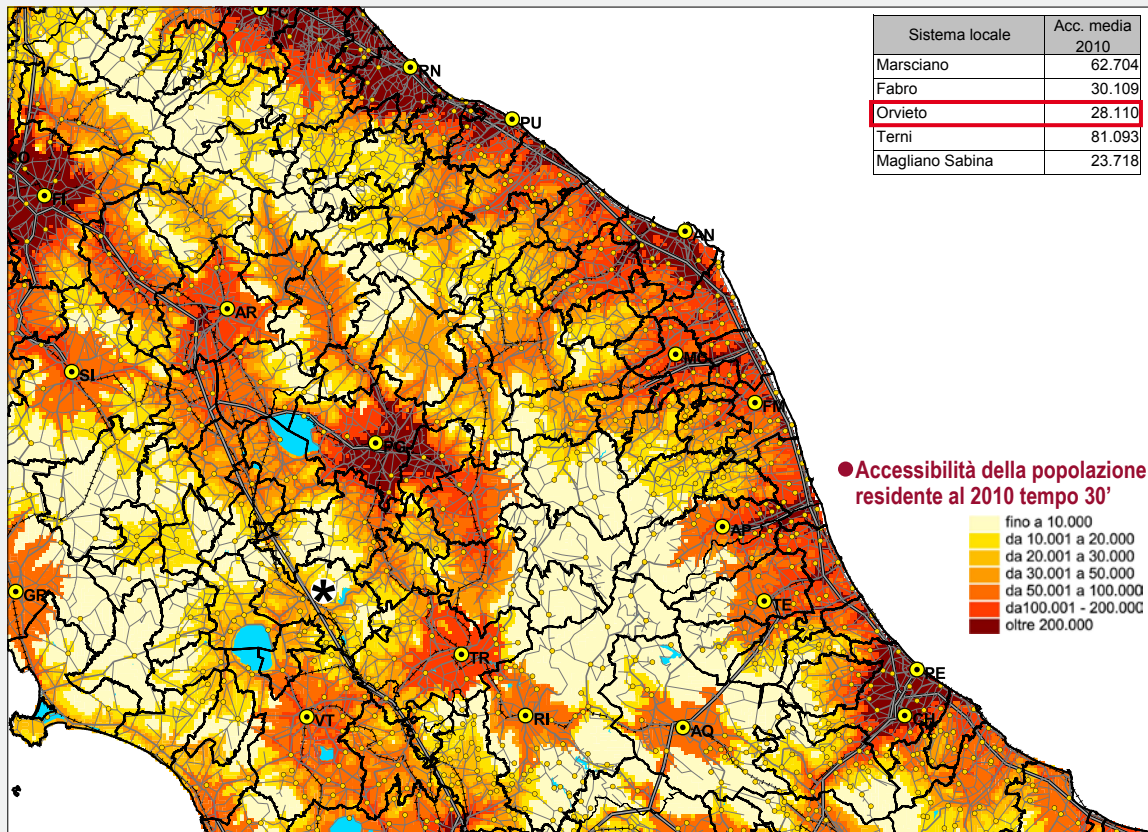 Sistema locale Acc. media 2010
Marsciano 62.704
Fabro 30.109
Orvieto 28.110
Terni 81.093
Magliano Sabina 23.718
RN
PU
FI
AN
AR
MC
SI
FM
PG
Accessibilità della popolazione
residente al 2010 tempo 30'
fino a 10.000
da 10.001 a 20.000
da 20.001 a 30.000
da 30.001 a 50.000
da 50.001 a 100.000
da100.001 - 200.000
oltre 200.000
AP
*
GR
TE
TR
PE
VT
RI
CH
AQ